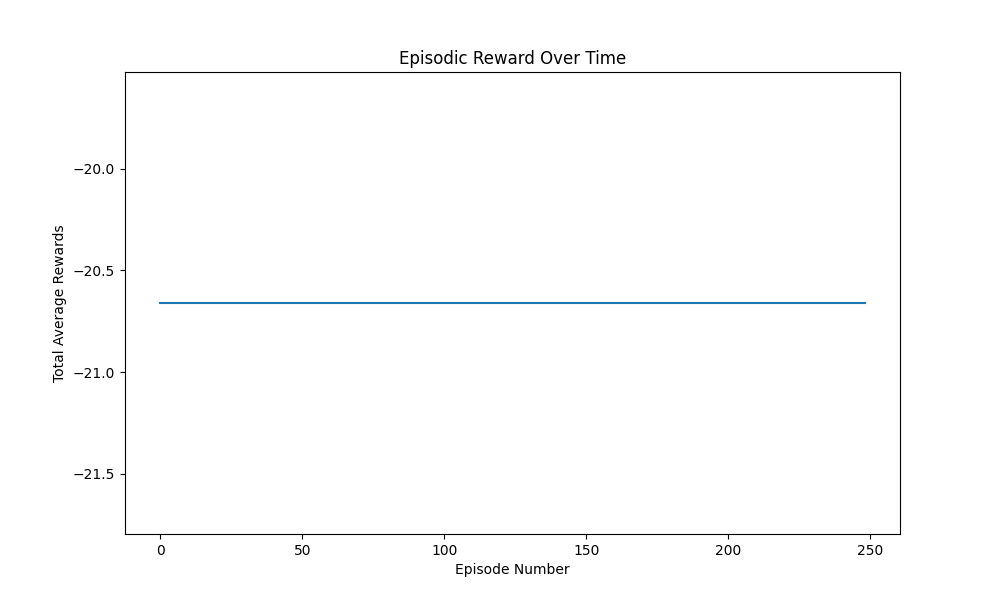 Episodic Reward Over Time
Total Average Rewards
−20.0
−20.5
−21.0
−21.5
0 50 100 150 200 250
Episode Number